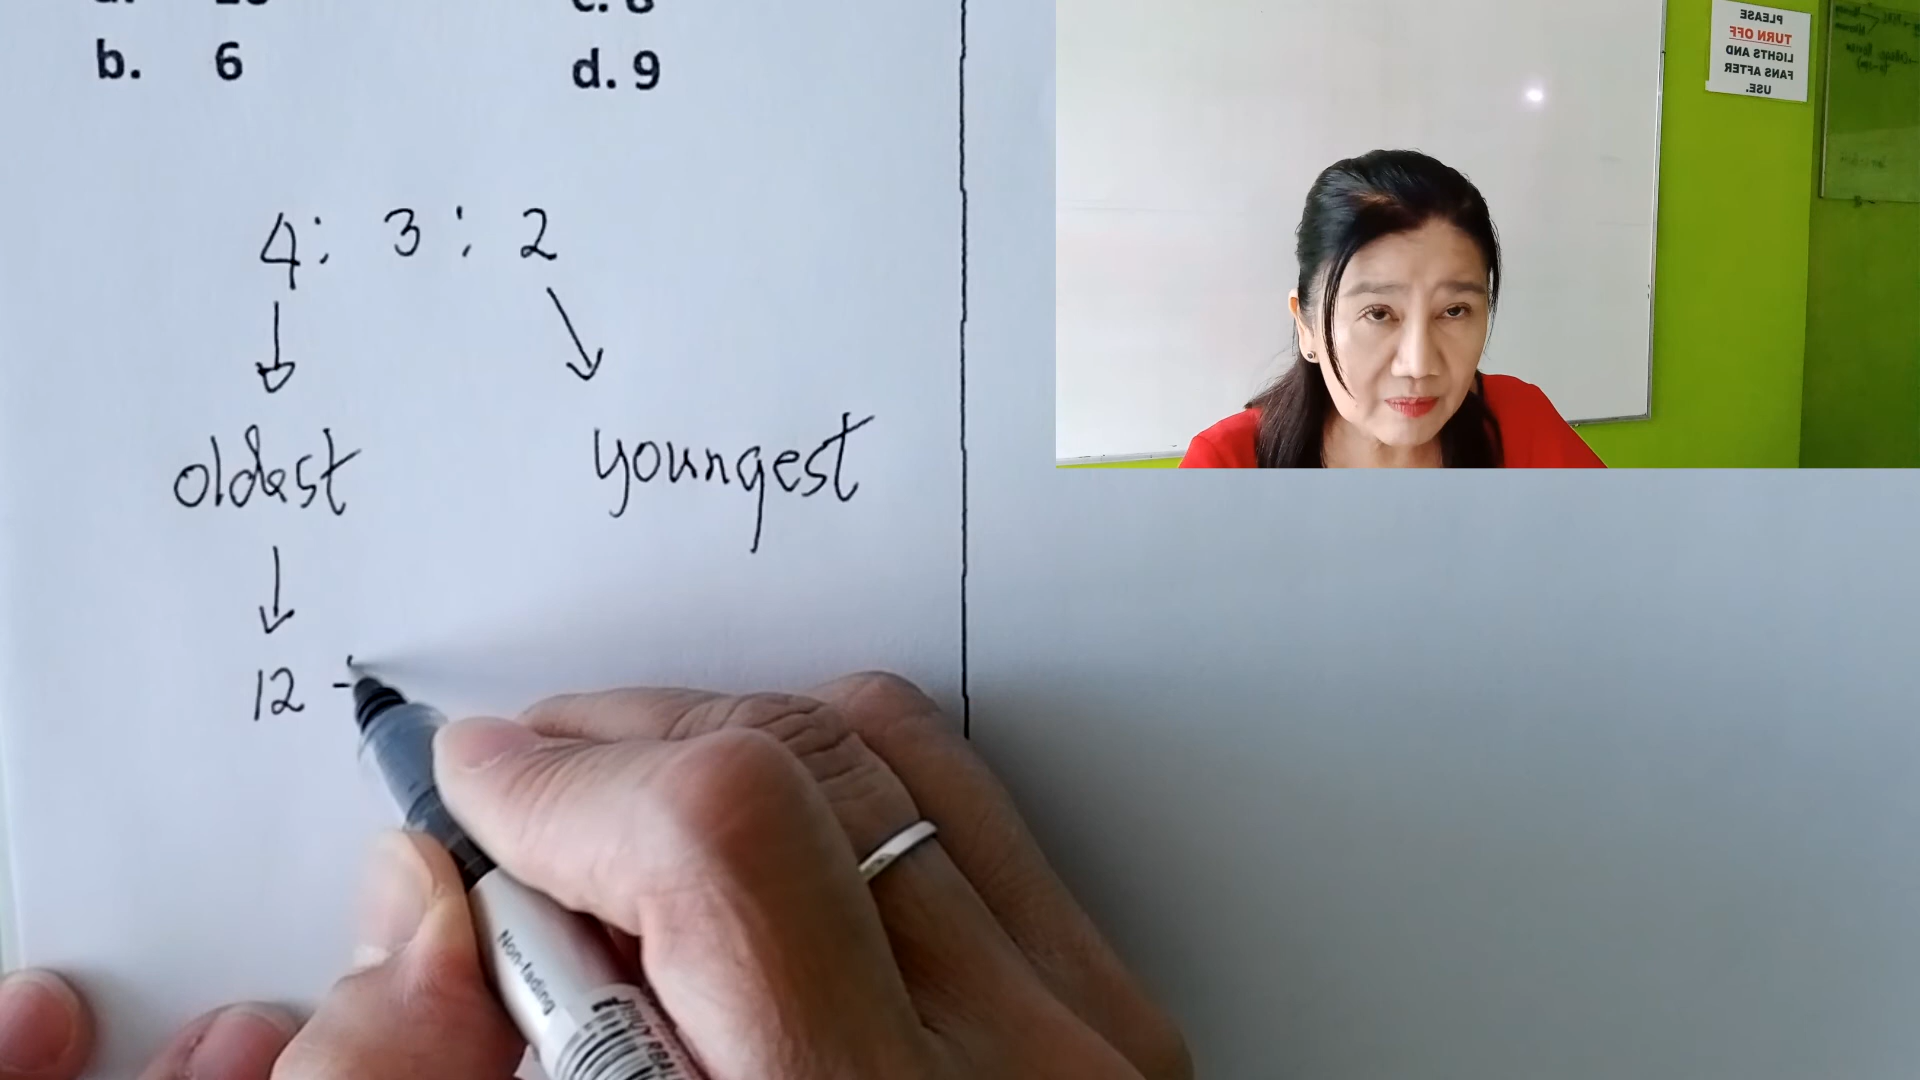 b. 6
d. 9
4 : 3 : 2
oldest
youngest
12
Non-fading
PLEASE
TURN OFF
LIGHTS AND
FANS AFTER
USE.